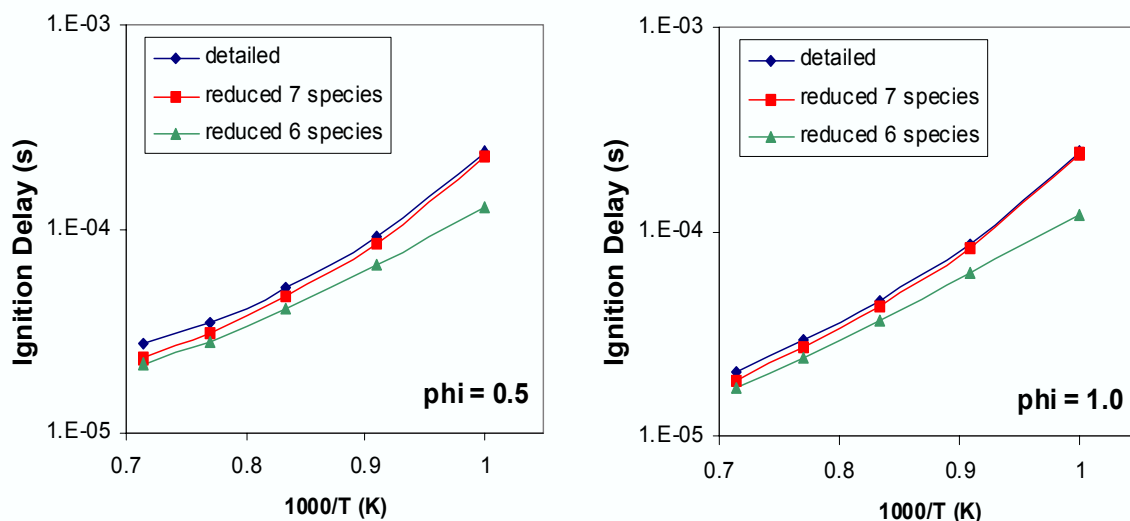 1.E-03
detailed
reduced 7 species
reduced 6 species
1.E-04
Ignition Delay (s)
phi = 0.5
1.E-05
0.7 0.8 0.9 1
1000/T (K)
1.E-03
detailed
reduced 7 species
reduced 6 species
1.E-04
Ignition Delay (s)
phi = 1.0
1.E-05
0.7 0.8 0.9 1
1000/T (K)